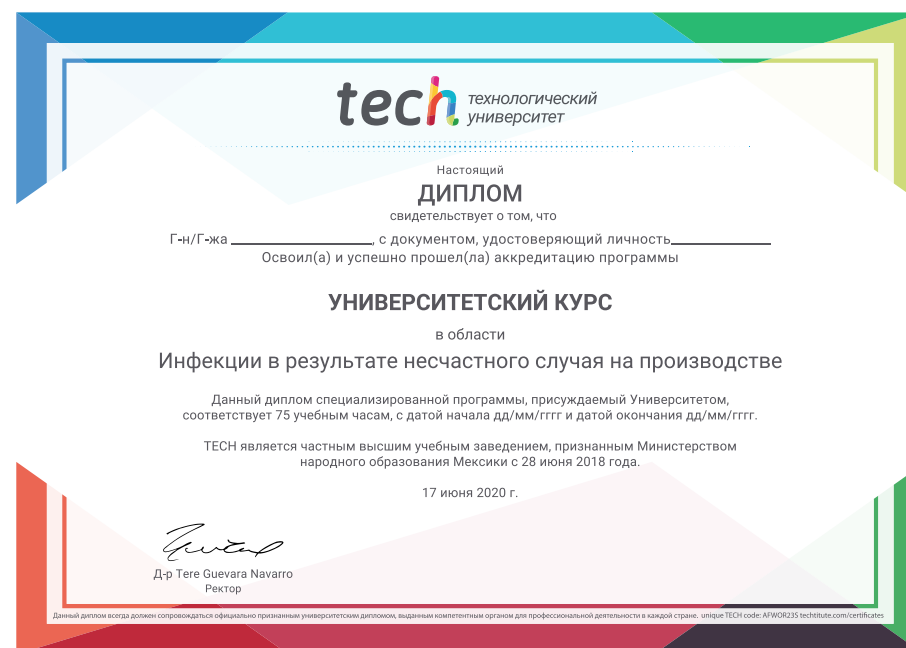 tech технологический
университет
Настоящий
ДИПЛОМ
свидетельствует о том, что
Г-н/Г-жа ____________________, с документом, удостоверяющий личность______________
Освоил(а) и успешно прошел(ла) аккредитацию программы
УНИВЕРСИТЕТСКИЙ КУРС
в области
Инфекции в результате несчастного случая на производстве
Данный диплом специализированной программы, присуждаемый Университетом,
соответствует 75 учебным часам, с датой начала дд/мм/гггг и датой окончания дд/мм/гггг.
TECH является частным высшим учебным заведением, признанным Министерством
народного образования Мексики с 28 июня 2018 года.
17 июня 2020 г.
Д-р Tere Guevara Navarro
Ректор
Данный диплом всегда должен сопровождаться официально признанным университетским дипломом, выданным компетентным органом для профессиональной деятельности в каждой стране. unique TECH code: AFWOR23S techtitute.com/certificates